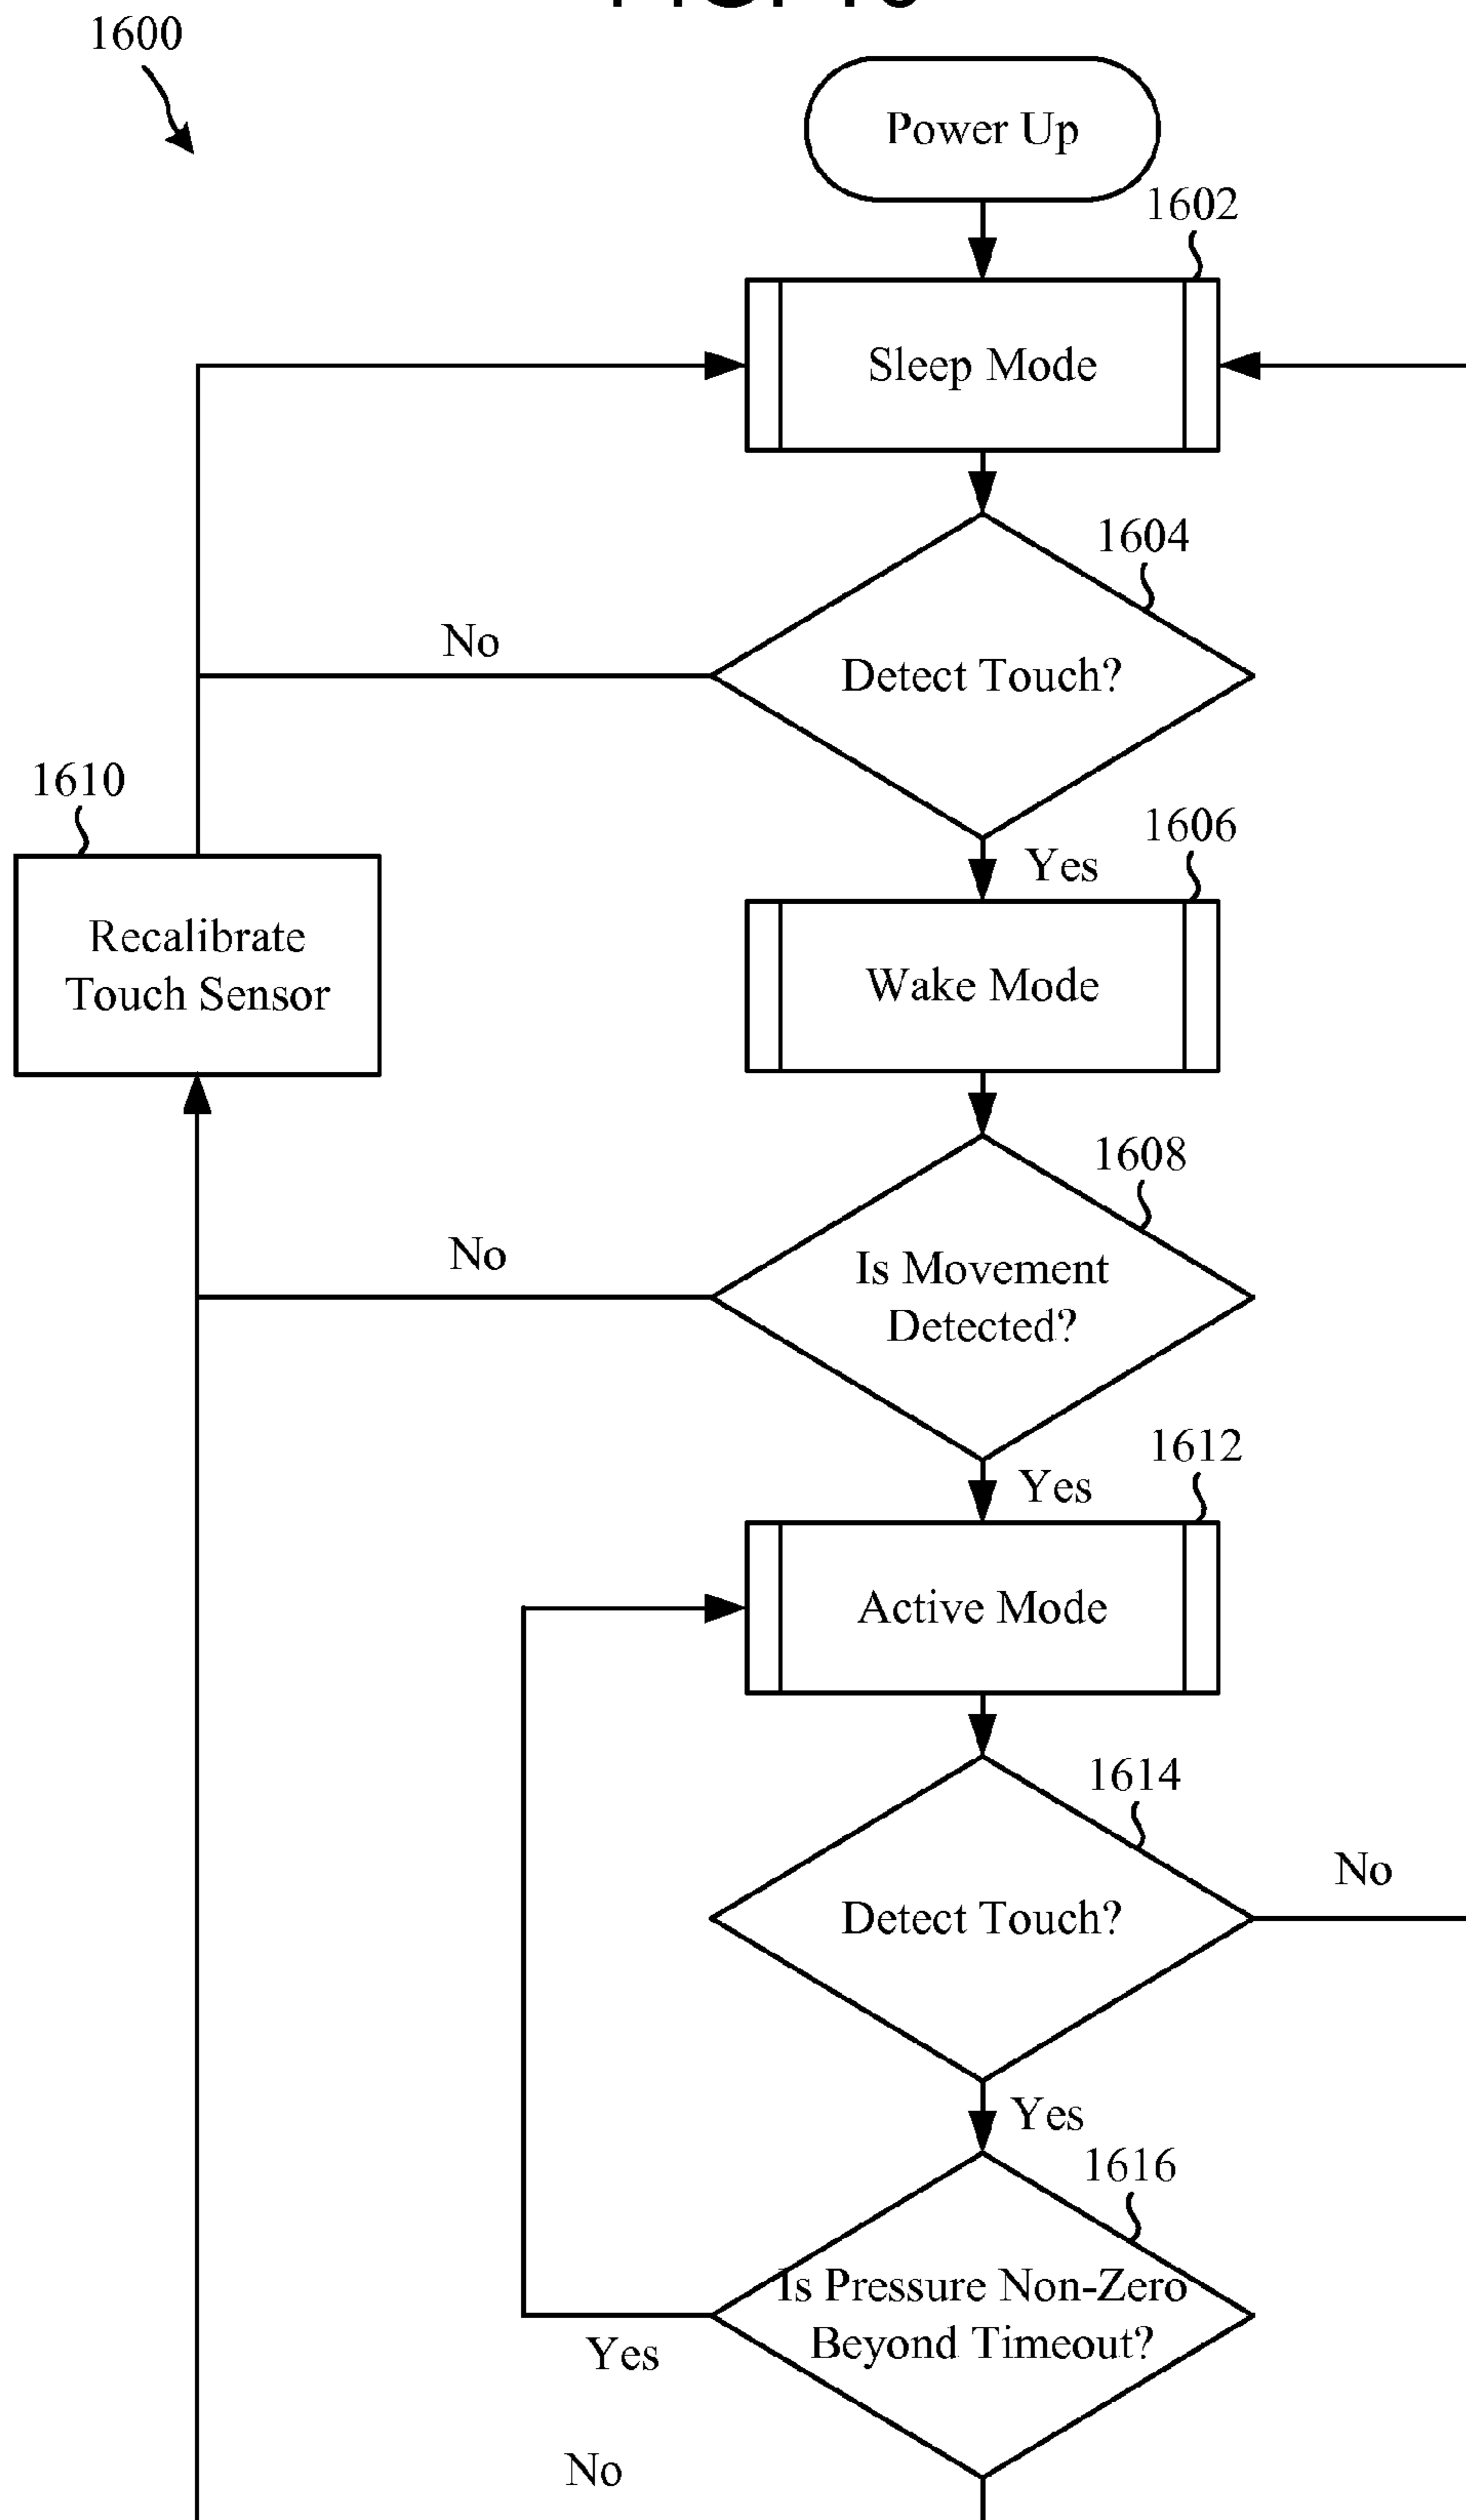 1600
Power Up
1602
Sleep Mode
1604
No
Detect Touch?
1610
1606
Yes
Recalibrate
Touch Sensor
Wake Mode
1608
No
Is Movement
Detected?
1612
Yes
Active Mode
1614
No
Detect Touch?
Yes
1616
Is Pressure Non-Zero
Beyond Timeout?
Yes
No